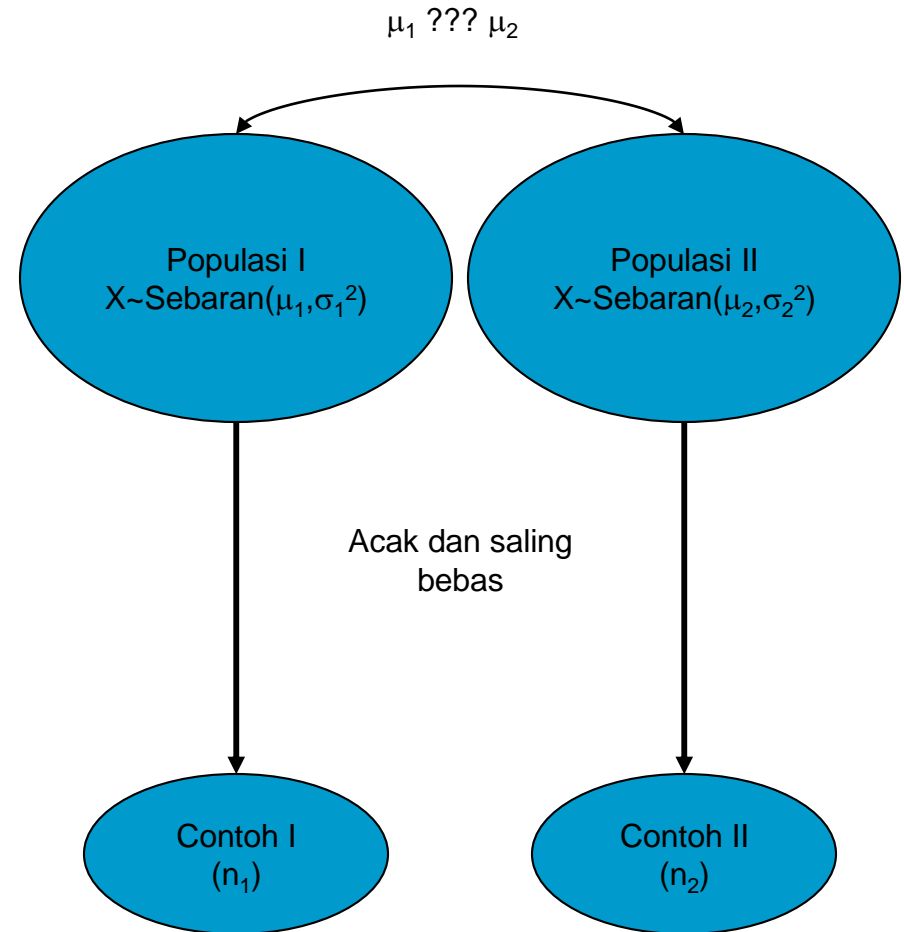 μ₁ ??? μ₂
Populasi I
X~Sebaran(μ₁,σ₁²)
Populasi II
X~Sebaran(μ₂,σ₂²)
Acak dan saling
bebas
Contoh I
(n₁)
Contoh II
(n₂)